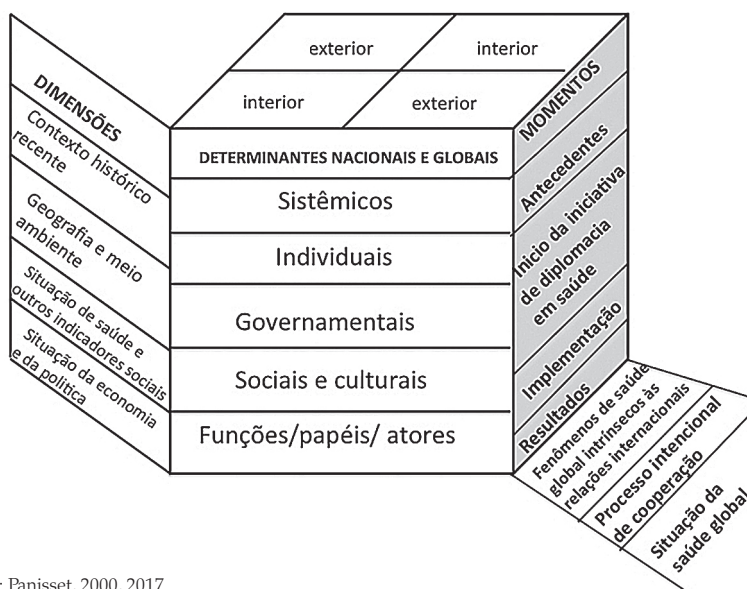 exterior
interior
interior
exterior
DIMENSÕES
Contexto histórico
recente
Geografia e meio
ambiente
Situação de saúde e
outros indicadores sociais
Situação da economia
e da política
DETERMINANTES NACIONAIS E GLOBAIS
Sistêmicos
Individuais
Governamentais
Sociais e culturais
Funções/papéis/ atores
MOMENTOS
Antecedentes
Inicio da iniciativa
de diplomacia
em saúde
Implementação
Resultados
Fenômenos de saúde
global intrínsecos às
relações internacionais
Processo intencional
de cooperação
Situação da
saúde global
: Panisset, 2000, 2017